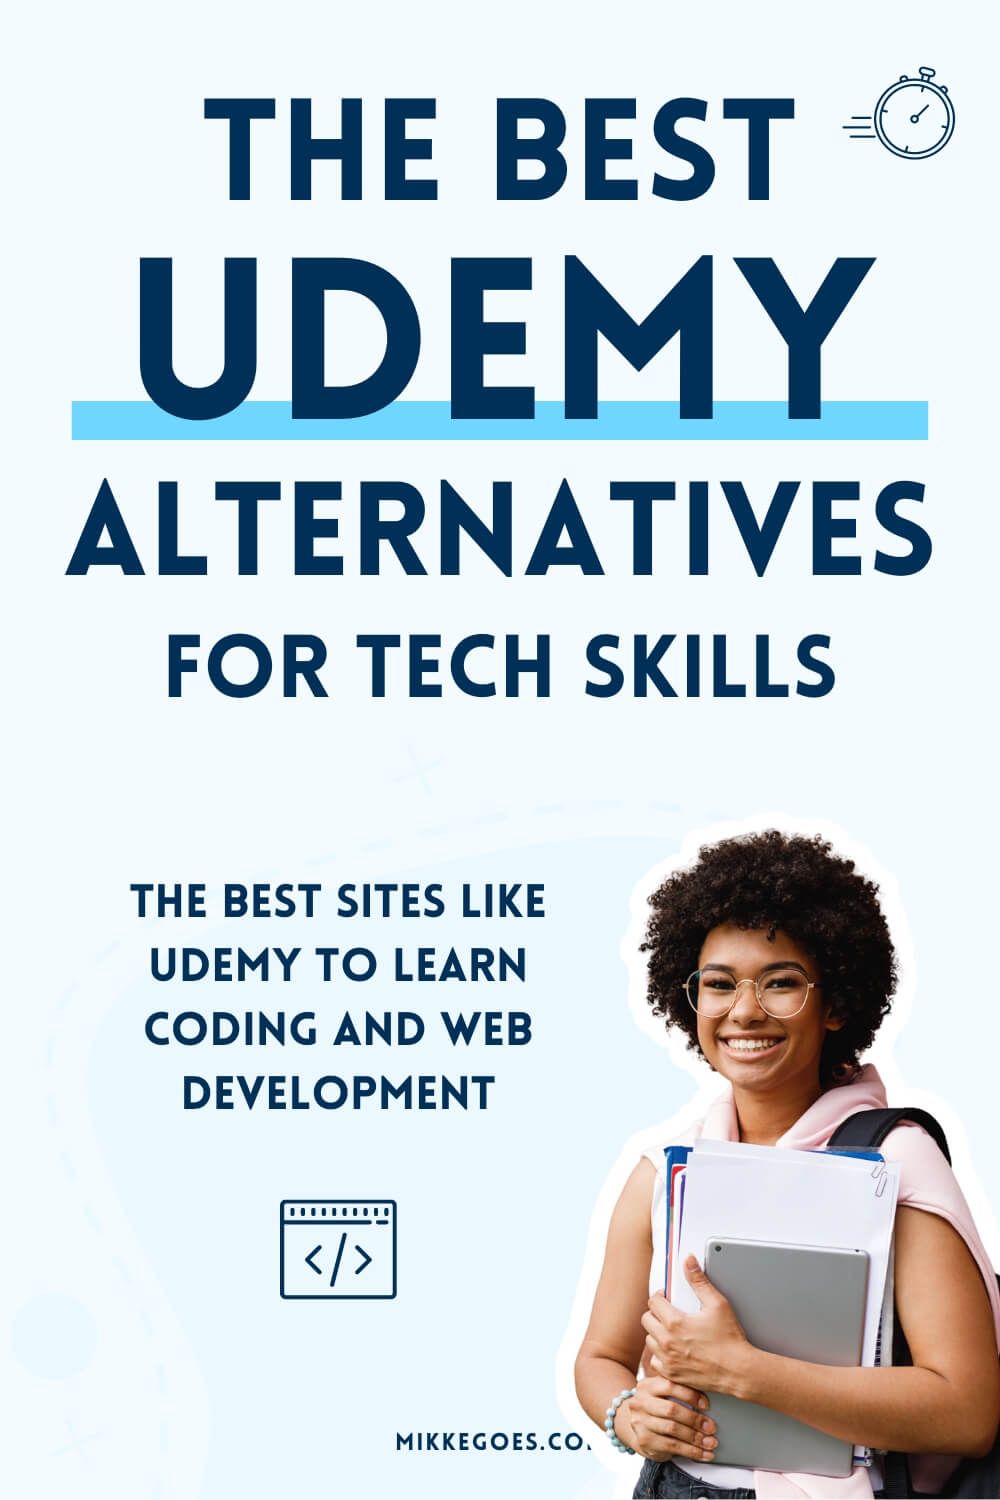 THE BEST
UDEMY
ALTERNATIVES
FOR TECH SKILLS
THE BEST SITES LIKE
UDEMY TO LEARN
CODING AND WEB
DEVELOPMENT
</>
MIKKEGOES.CO